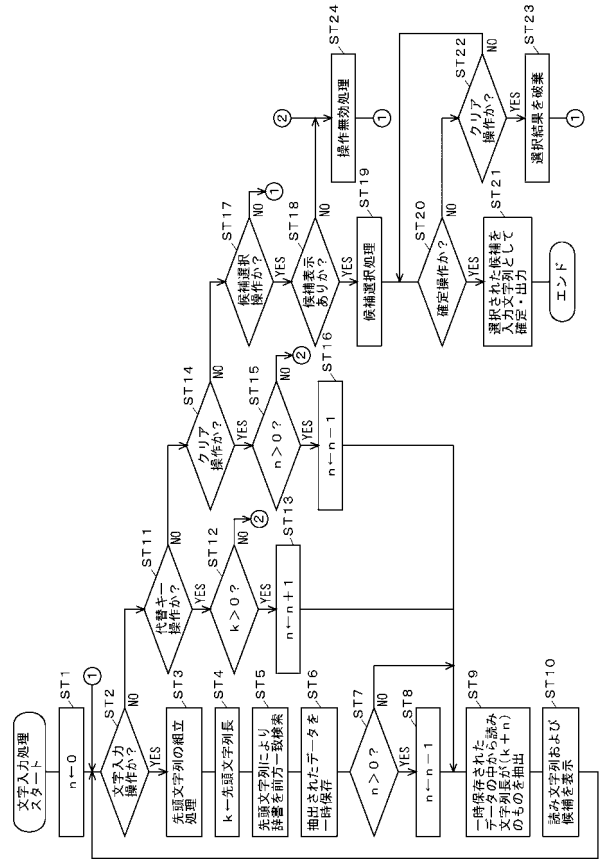 文字入力処理
スタート
ST1
n←0
①
ST2
文字入力
操作か?
NO
YES
ST3
先頭文字列の組立
処理
ST4
k←先頭文字列長
ST5
先頭文字列により
辞書を前方一致検索
ST6
抽出されたデータを
一時保存
ST7
n>0?
NO
YES
ST8
n←n-1
ST9
一時保存された
データの中から読み
文字列長が(k+n)
のものを抽出
ST10
読み文字列および
候補を表示
ST11
代替キー
操作か?
NO
YES
ST12
k>0?
NO
②
YES
ST13
n←n+1
ST14
クリア
操作か?
NO
YES
ST15
n>0?
NO
②
YES
ST16
n←n-1
ST17
候補選択
操作か?
NO
①
YES
ST18
候補表示
ありか?
NO
YES
ST19
候補選択処理
②
ST24
操作無効処理
①
ST20
確定操作か?
NO
YES
ST21
選択された候補を
入力文字列として
確定・出力
エンド
ST22
クリア
操作か?
NO
YES
ST23
選択結果を破棄
①